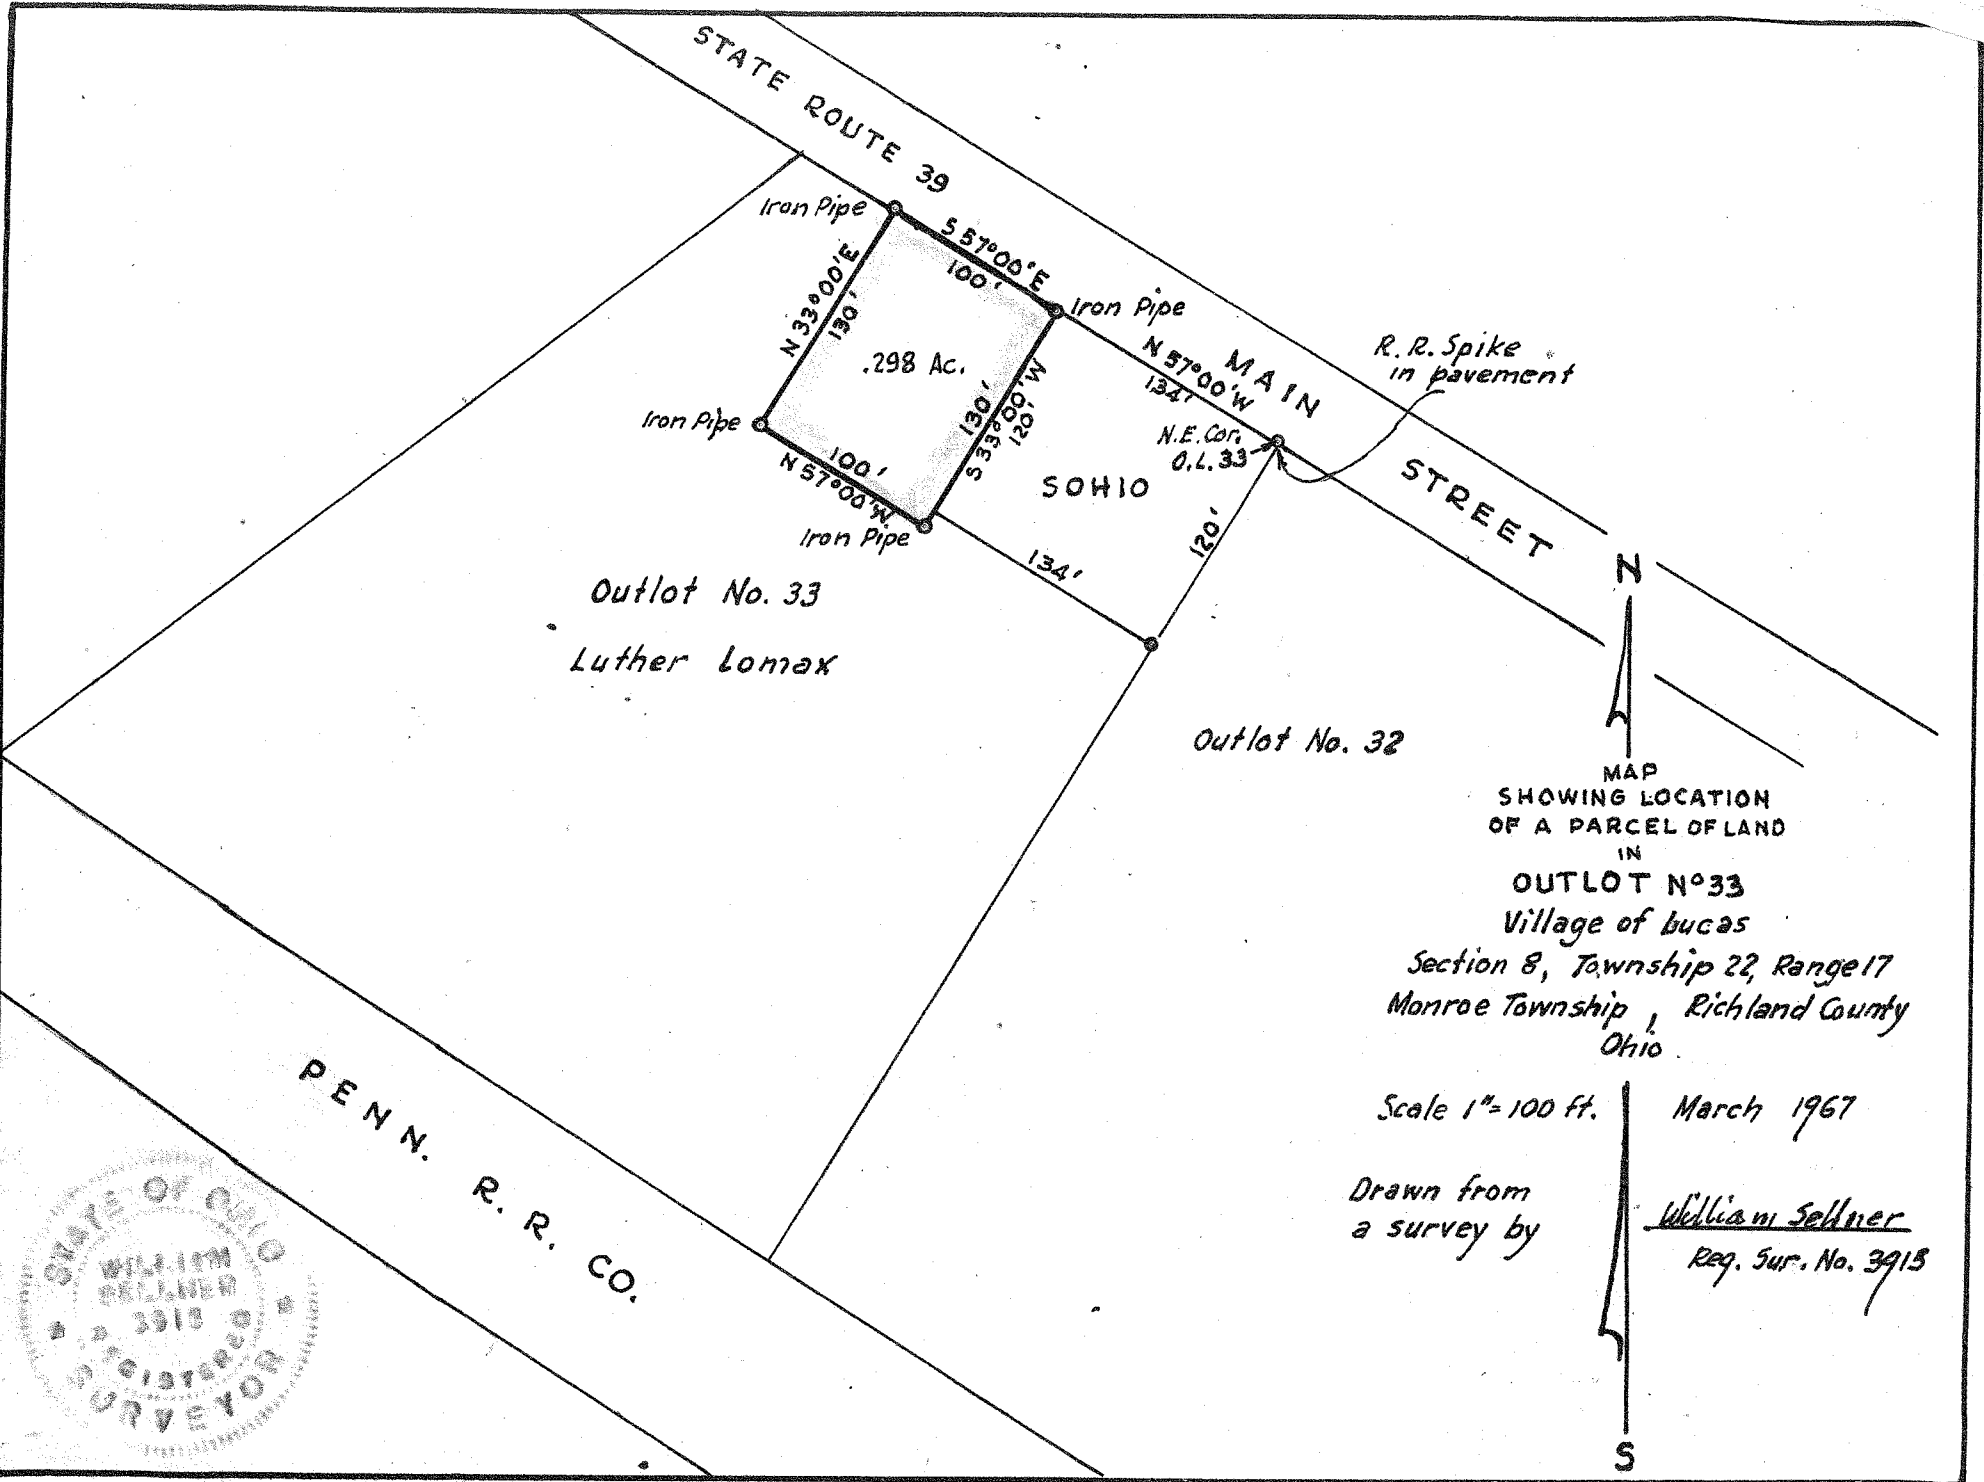 STATE ROUTE 39
Iron Pipe
S 57°00'E
100'
N 33°00'E
130'
Iron Pipe
.298 Ac.
N 57°00'W
134'
MAIN STREET
R.R. Spike
in pavement
N.E. Cor.
O.L. 33
130'
S 33°00'W
120'
Iron Pipe
100'
N 57°00'W.
Iron Pipe
SOHIO
120'
134'
Outlot No. 33
Luther Lomax
Outlot No. 32
N
MAP
SHOWING LOCATION
OF A PARCEL OF LAND
IN
OUTLOT No 33
Village of Lucas
Section 8, Township 22, Range 17
Monroe Township, Richland County
Ohio
Scale 1"= 100 ft.
March 1967
Drawn from
a survey by
William Sellner
Reg. Sur. No. 3913
S
PENN. R. R. CO.
STATE OF OHIO
WILLIAM
SELLNER
3913
REGISTERED
SURVEYOR